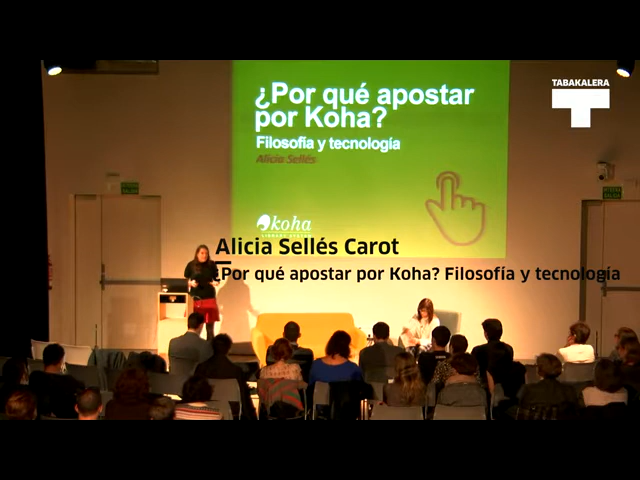 TABAKALERA
¿Por qué apostar
por Koha?
Filosofía y tecnología
Alicia Sellés
koha
Alicia Sellés Carot
¿Por qué apostar por Koha? Filosofía y tecnología